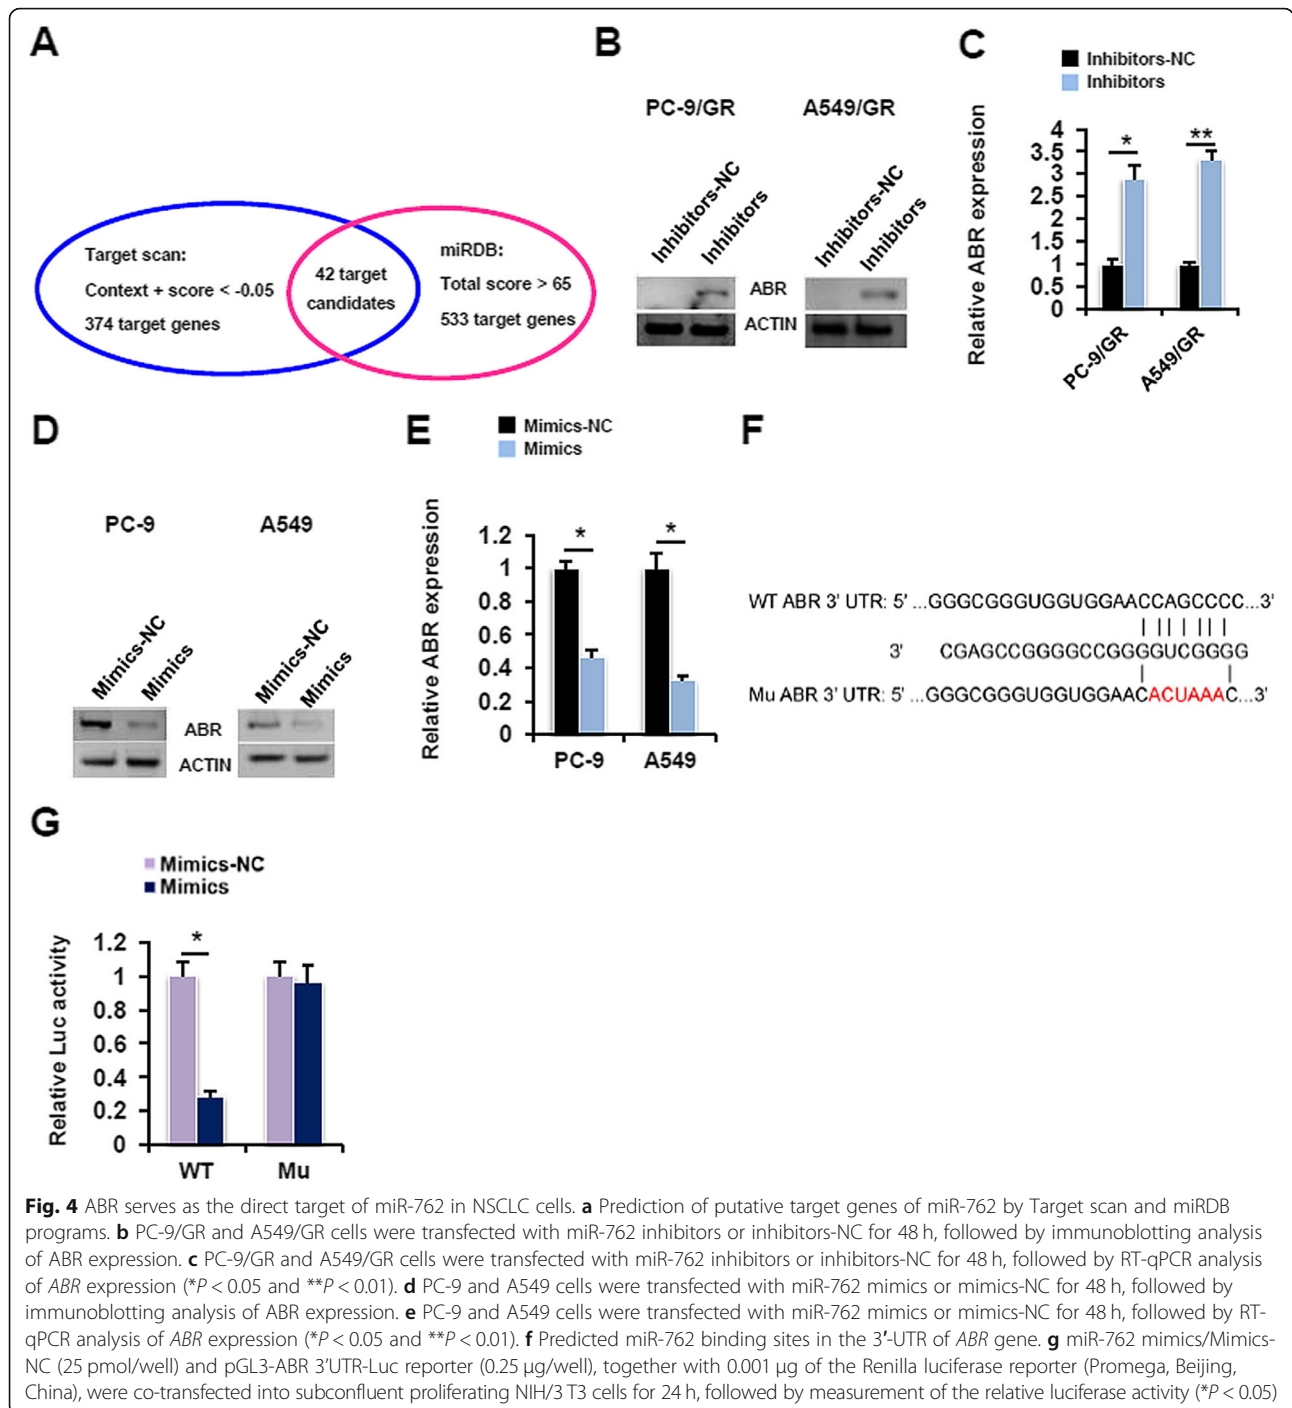 A
Target scan:
Context + score < -0.05
374 target genes
42 target
candidates
miRDB:
Total score > 65
533 target genes
B
PC-9/GR A549/GR
Inhibitors-NC
Inhibitors
Inhibitors-NC
Inhibitors
ABR
ACTIN
C
Inhibitors-NC
Inhibitors
Relative ABR expression
4
3.5
3
2.5
2
1.5
1
0.5
0
*
**
PC-9/GR
A549/GR
D
PC-9 A549
Mimics-NC
Mimics
Mimics-NC
Mimics
ABR
ACTIN
E
Mimics-NC
Mimics
Relative ABR expression
1.2
1
0.8
0.6
0.4
0.2
0
*
*
PC-9 A549
F
WT ABR 3' UTR: 5' ...GGGCGGGUGGUGGAACCAGCCCC...3'
3' CGAGCCGGGGCCGGGGUCGGGG
Mu ABR 3' UTR: 5' ...GGGCGGGUGGUGGAACACUAAAC...3'
G
Mimics-NC
Mimics
Relative Luc activity
1.2
1
0.8
0.6
0.4
0.2
0
*
WT Mu
Fig. 4 ABR serves as the direct target of miR-762 in NSCLC cells. a Prediction of putative target genes of miR-762 by Target scan and miRDB
programs. b PC-9/GR and A549/GR cells were transfected with miR-762 inhibitors or inhibitors-NC for 48 h, followed by immunoblotting analysis
of ABR expression. c PC-9/GR and A549/GR cells were transfected with miR-762 inhibitors or inhibitors-NC for 48 h, followed by RT-qPCR analysis
of ABR expression (*P < 0.05 and **P < 0.01). d PC-9 and A549 cells were transfected with miR-762 mimics or mimics-NC for 48 h, followed by
immunoblotting analysis of ABR expression. e PC-9 and A549 cells were transfected with miR-762 mimics or mimics-NC for 48 h, followed by RT-
qPCR analysis of ABR expression (*P < 0.05 and **P < 0.01). f Predicted miR-762 binding sites in the 3′-UTR of ABR gene. g miR-762 mimics/Mimics-
NC (25 pmol/well) and pGL3-ABR 3′UTR-Luc reporter (0.25 μg/well), together with 0.001 μg of the Renilla luciferase reporter (Promega, Beijing,
China), were co-transfected into subconfluent proliferating NIH/3 T3 cells for 24 h, followed by measurement of the relative luciferase activity (*P < 0.05)